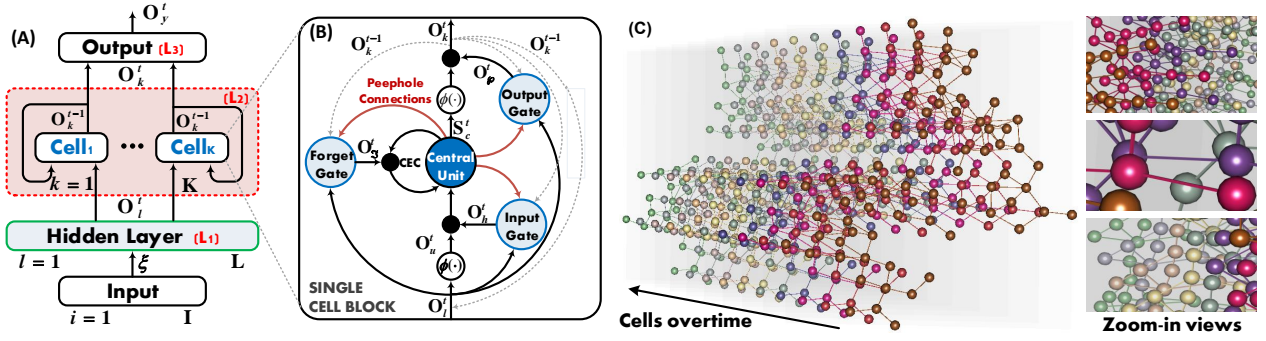 (A)
O_y^t
Output (L3)
O_k^t
(L2)
O_k^{t-1} O_k^{t-1}
Cell1 ... CellK
k = 1 K
O_l^t
Hidden Layer (L1)
l = 1 ξ L
Input
i = 1 I
(B)
O_k^t
O_k^{t-1} O_k^{t-1}
Peephole
Connections
ϕ(·)
Output
Gate
S_c^t
Forget
Gate
CEC
Central
Unit
O_h^t
Input
Gate
O_u^t
ϕ(·)
SINGLE
CELL BLOCK
O_l^t
(C)
Cells overtime
Zoom-in views